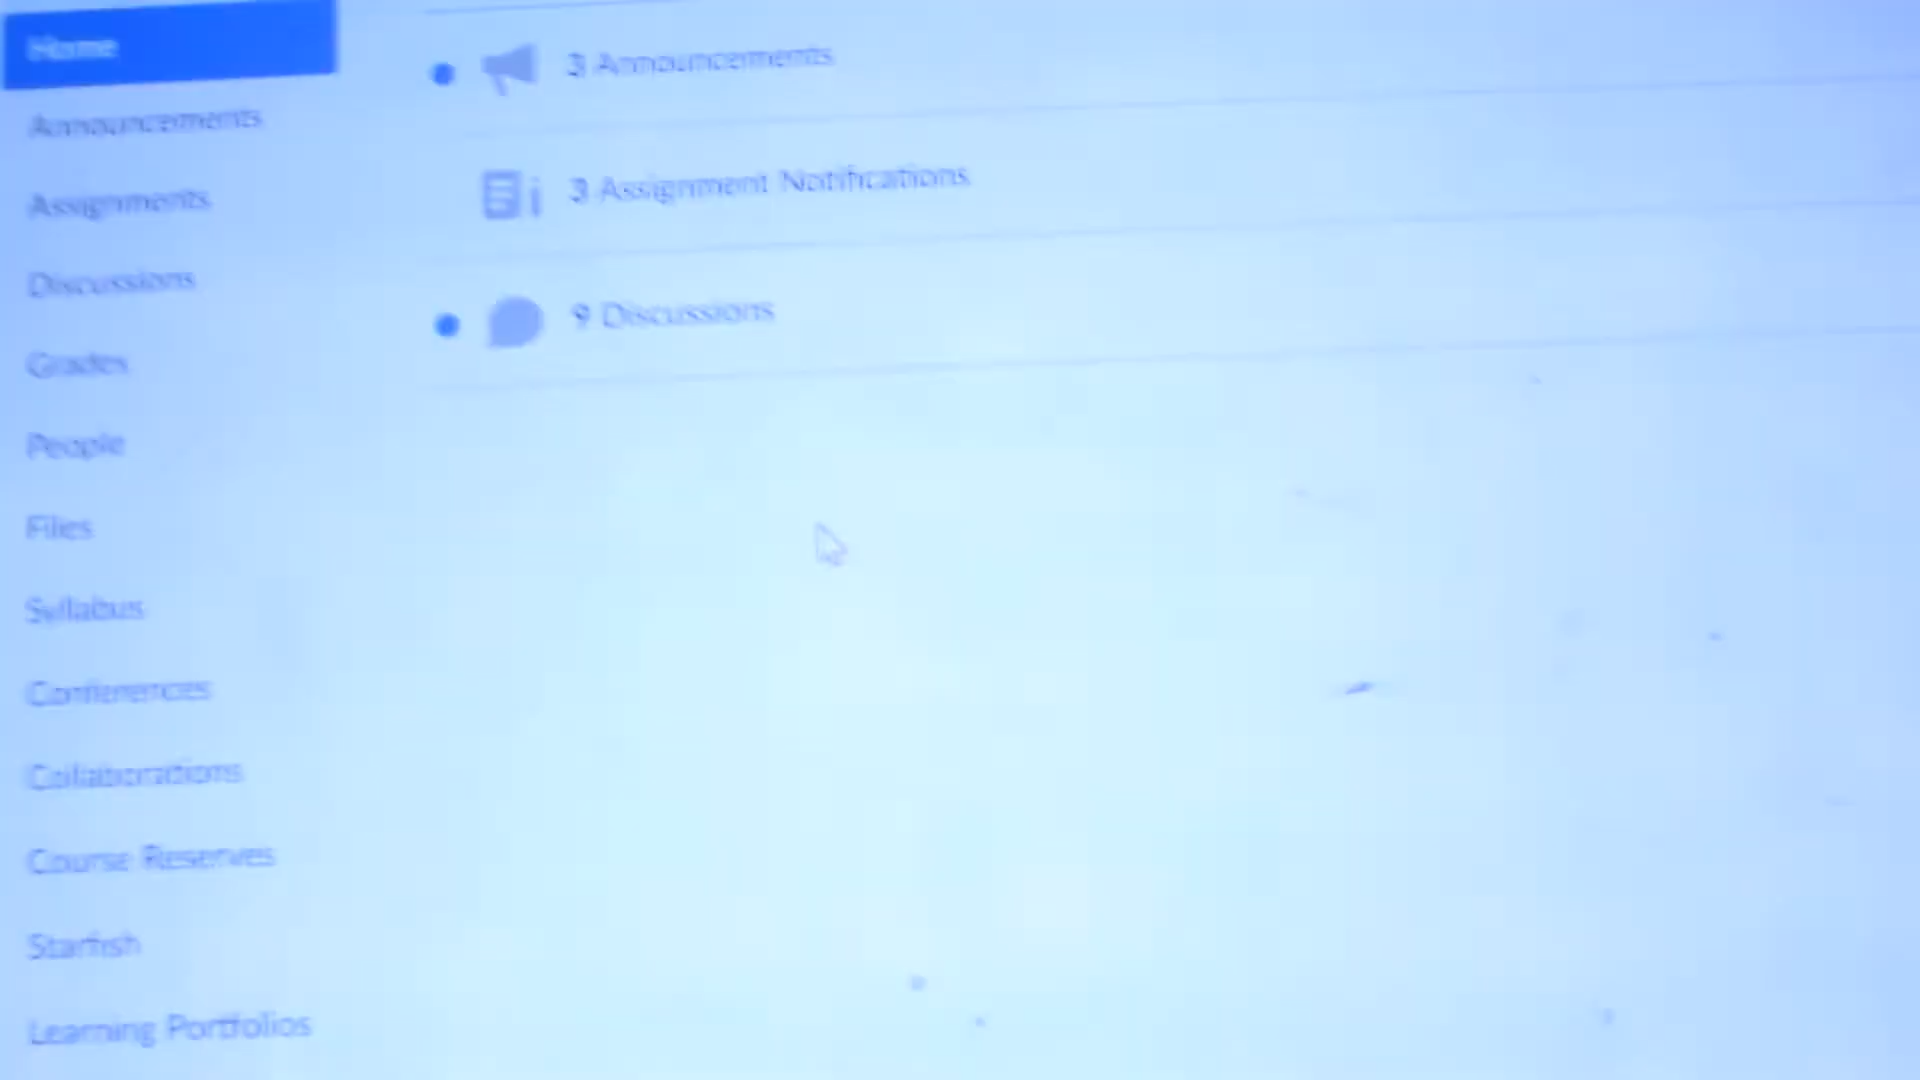 Home
Announcements
Assignments
Discussions
Grades
People
Files
Syllabus
Conferences
Collaborations
Course Reserves
Starfish
Learning Portfolios
3 Announcements
3 Assignment Notifications
9 Discussions